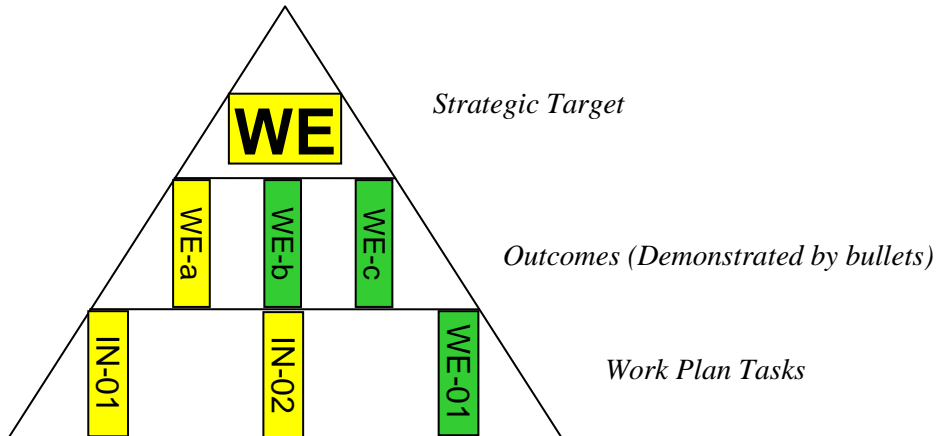 WE
Strategic Target
WE-a
WE-b
WE-c
Outcomes (Demonstrated by bullets)
IN-01
IN-02
WE-01
Work Plan Tasks